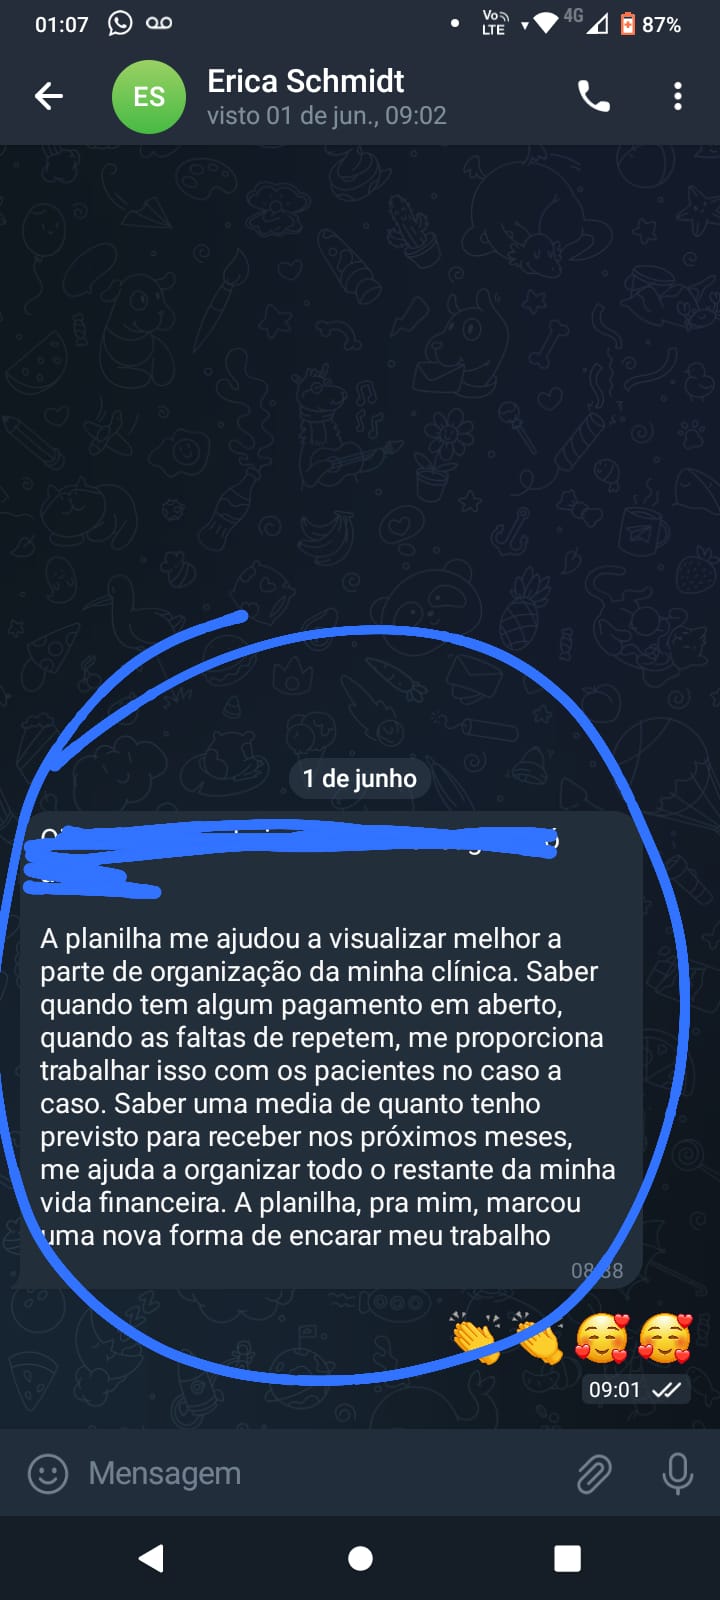 01:07
Vo
LTE
4G
87%
ES
Erica Schmidt
visto 01 de jun., 09:02
1 de junho
A planilha me ajudou a visualizar melhor a
parte de organização da minha clínica. Saber
quando tem algum pagamento em aberto,
quando as faltas de repetem, me proporciona
trabalhar isso com os pacientes no caso a
caso. Saber uma media de quanto tenho
previsto para receber nos próximos meses,
me ajuda a organizar todo o restante da minha
vida financeira. A planilha, pra mim, marcou
uma nova forma de encarar meu trabalho
08:38
👏👏🥰🥰
09:01
Mensagem